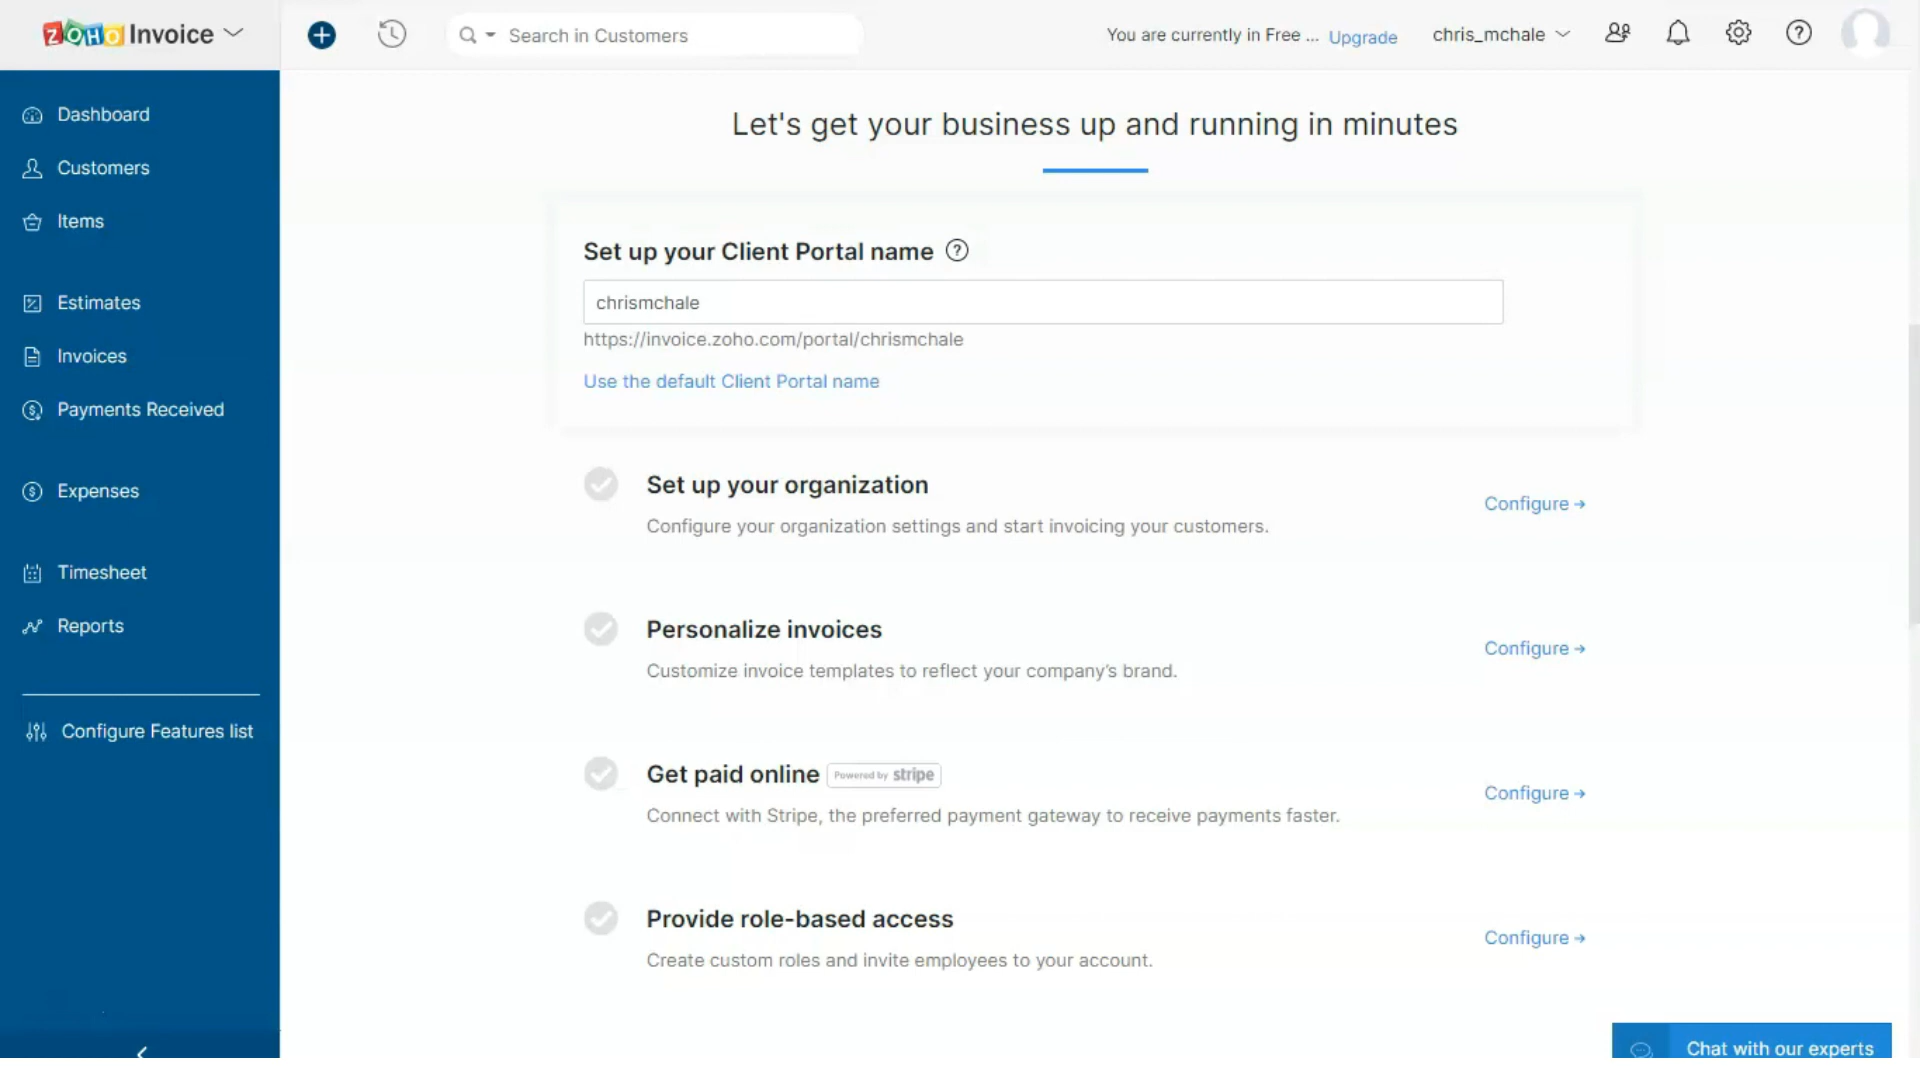 ZOHO Invoice
Search in Customers
You are currently in Free ... Upgrade
chris_mchale
Dashboard
Customers
Items
Estimates
Invoices
Payments Received
Expenses
Timesheet
Reports
Configure Features list
Let's get your business up and running in minutes
Set up your Client Portal name ?
chrismchale
https://invoice.zoho.com/portal/chrismchale
Use the default Client Portal name
Set up your organization
Configure your organization settings and start invoicing your customers.
Configure →
Personalize invoices
Customize invoice templates to reflect your company's brand.
Configure →
Get paid online Powered by stripe
Connect with Stripe, the preferred payment gateway to receive payments faster.
Configure →
Provide role-based access
Create custom roles and invite employees to your account.
Configure →
Chat with our experts